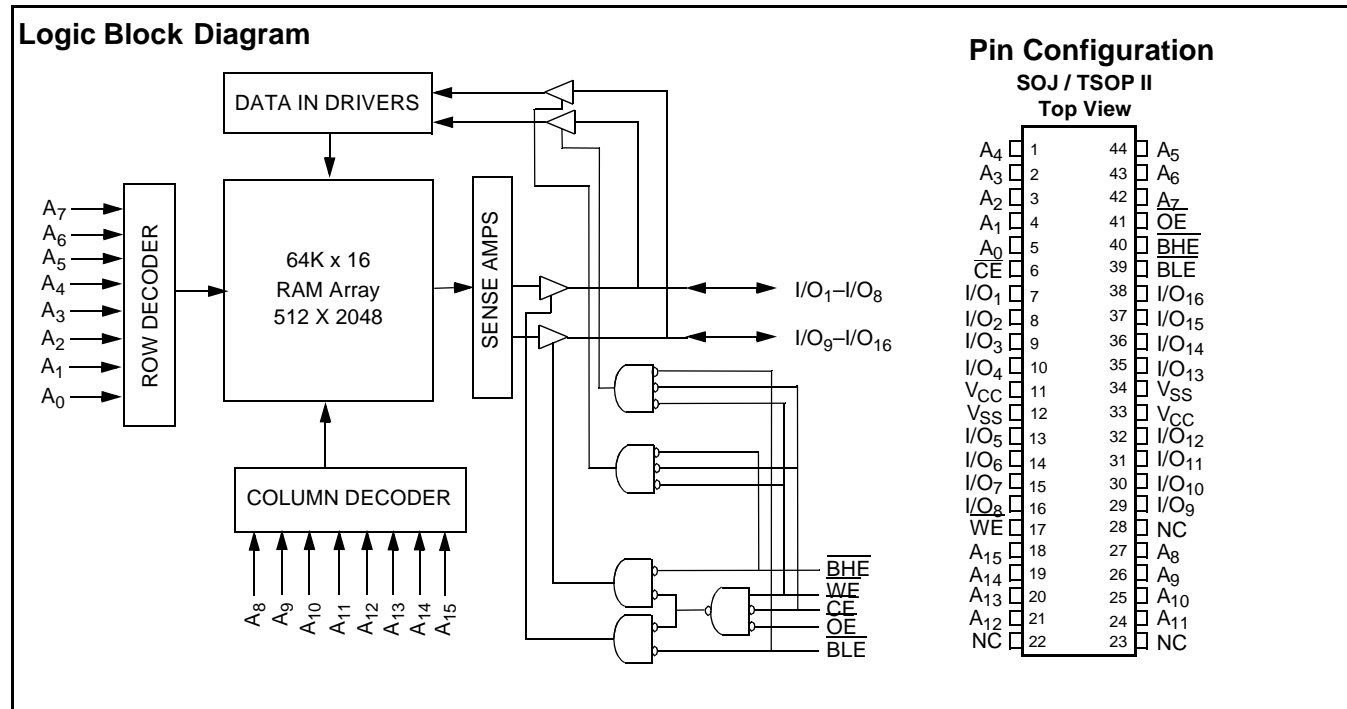 Logic Block Diagram
DATA IN DRIVERS
A7
A6
A5
A4
A3
A2
A1
A0
ROW DECODER
64K x 16
RAM Array
512 X 2048
SENSE AMPS
I/O1–I/O8
I/O9–I/O16
COLUMN DECODER
A8
A9
A10
A11
A12
A13
A14
A15
BHE
WE
CE
OE
BLE
Pin Configuration
SOJ / TSOP II
Top View
A4 1 44 A5
A3 2 43 A6
A2 3 42 A7
A1 4 41 OE
A0 5 40 BHE
CE 6 39 BLE
I/O1 7 38 I/O16
I/O2 8 37 I/O15
I/O3 9 36 I/O14
I/O4 10 35 I/O13
VCC 11 34 VSS
VSS 12 33 VCC
I/O5 13 32 I/O12
I/O6 14 31 I/O11
I/O7 15 30 I/O10
I/O8 16 29 I/O9
WE 17 28 NC
A15 18 27 A8
A14 19 26 A9
A13 20 25 A10
A12 21 24 A11
NC 22 23 NC